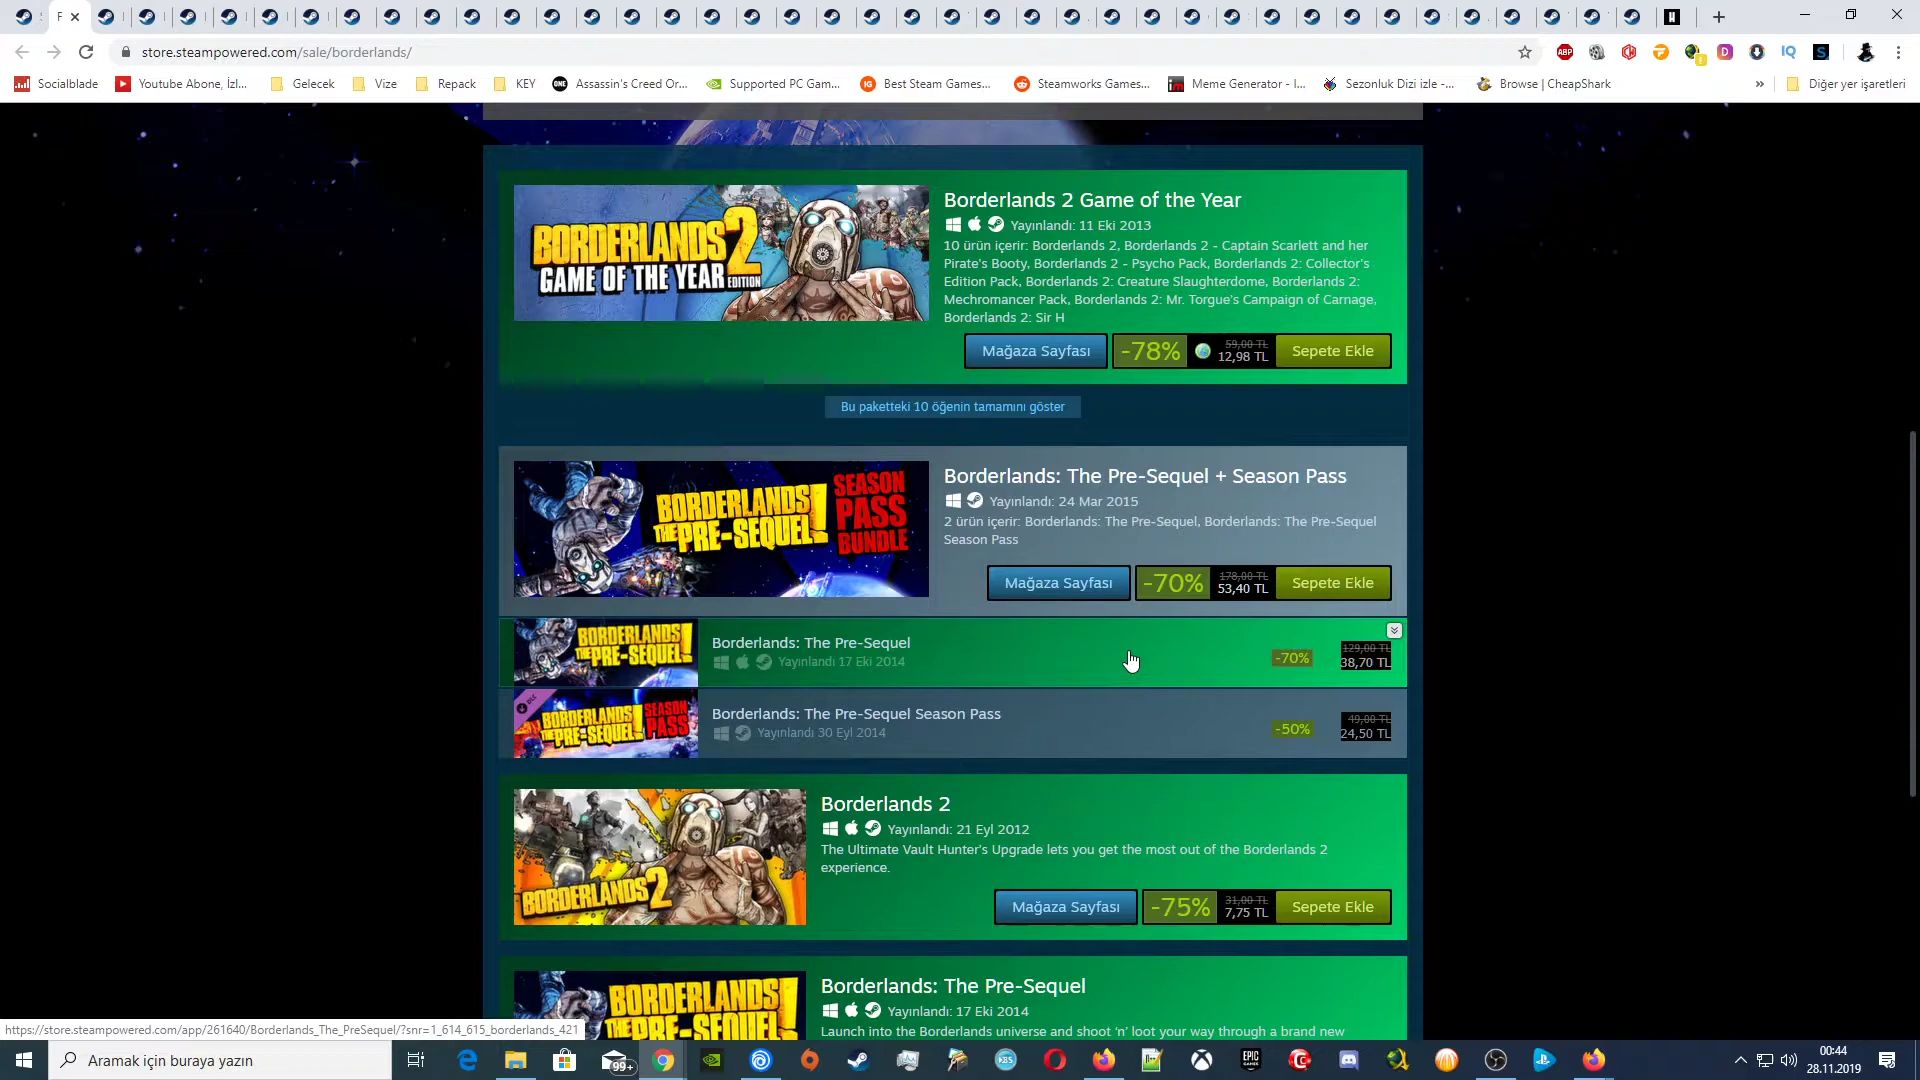 F
store.steampowered.com/sale/borderlands/
Socialblade
Youtube Abone, İzl...
Gelecek
Vize
Repack
KEY
Assassin's Creed Or...
Supported PC Gam...
Best Steam Games...
Steamworks Games...
Meme Generator - I...
Sezonluk Dizi izle -...
Browse | CheapShark
»
Diğer yer işaretleri
BORDERLANDS 2
GAME OF THE YEAR EDITION
Borderlands 2 Game of the Year
Yayınlandı: 11 Eki 2013
10 ürün içerir: Borderlands 2, Borderlands 2 - Captain Scarlett and her
Pirate's Booty, Borderlands 2 - Psycho Pack, Borderlands 2: Collector's
Edition Pack, Borderlands 2: Creature Slaughterdome, Borderlands 2:
Mechromancer Pack, Borderlands 2: Mr. Torgue's Campaign of Carnage,
Borderlands 2: Sir H
Mağaza Sayfası
-78%
59,00 TL
12,98 TL
Sepete Ekle
Bu paketteki 10 öğenin tamamını göster
BORDERLANDS
THE PRE-SEQUEL!
SEASON
PASS
BUNDLE
Borderlands: The Pre-Sequel + Season Pass
Yayınlandı: 24 Mar 2015
2 ürün içerir: Borderlands: The Pre-Sequel, Borderlands: The Pre-Sequel
Season Pass
Mağaza Sayfası
-70%
178,00 TL
53,40 TL
Sepete Ekle
BORDERLANDS
THE PRE-SEQUEL!
Borderlands: The Pre-Sequel
Yayınlandı 17 Eki 2014
-70%
129,00 TL
38,70 TL
DLC
BORDERLANDS
THE PRE-SEQUEL!
SEASON
PASS
Borderlands: The Pre-Sequel Season Pass
Yayınlandı 30 Eyl 2014
-50%
49,00 TL
24,50 TL
BORDERLANDS 2
Borderlands 2
Yayınlandı: 21 Eyl 2012
The Ultimate Vault Hunter's Upgrade lets you get the most out of the Borderlands 2
experience.
Mağaza Sayfası
-75%
31,00 TL
7,75 TL
Sepete Ekle
BORDERLANDS
THE PRE-SEQUEL!
Borderlands: The Pre-Sequel
Yayınlandı: 17 Eki 2014
Launch into the Borderlands universe and shoot 'n' loot your way through a brand new
https://store.steampowered.com/app/261640/Borderlands_The_PreSequel/?snr=1_614_615_borderlands_421
Aramak için buraya yazın
99+
00:44
28.11.2019